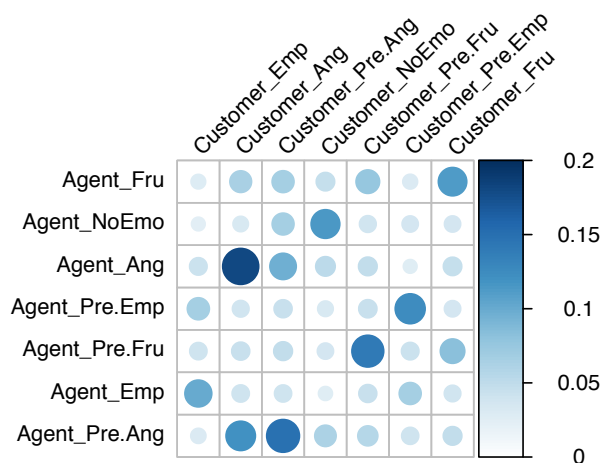 Customer_Emp
Customer_Ang
Customer_Pre.Ang
Customer_NoEmo
Customer_Pre.Fru
Customer_Pre.Emp
Customer_Fru
Agent_Fru
Agent_NoEmo
Agent_Ang
Agent_Pre.Emp
Agent_Pre.Fru
Agent_Emp
Agent_Pre.Ang
0.2
0.15
0.1
0.05
0